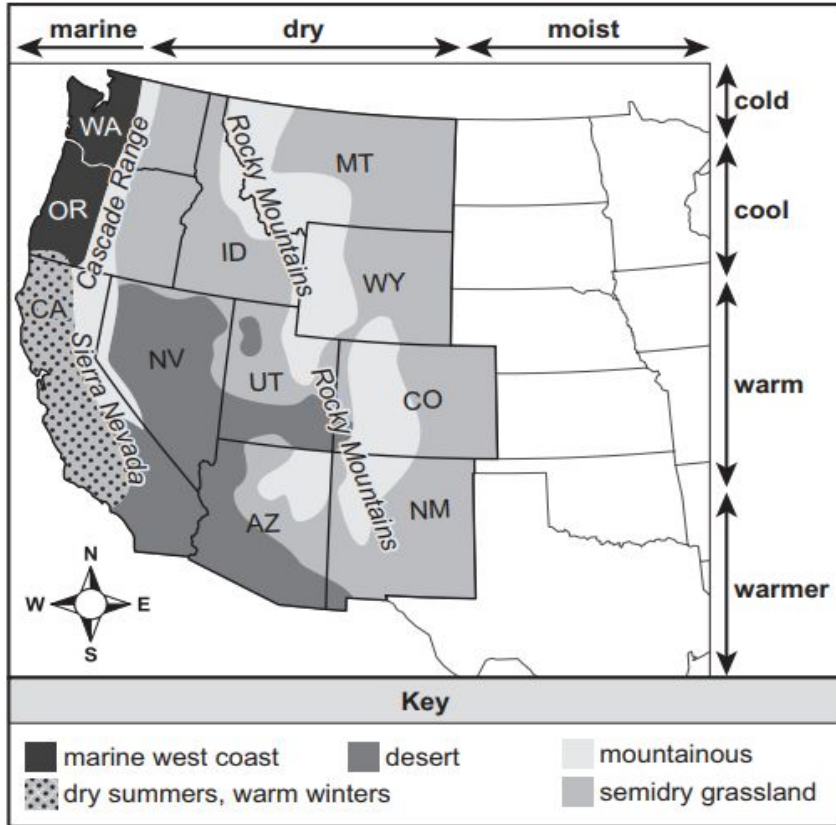 marine dry moist
cold
WA
Cascade Range
Rocky Mountains
MT
OR
cool
ID
WY
CA
Sierra Nevada
NV
UT
Rocky Mountains
CO
warm
AZ
NM
N
W E
S
warmer
Key
marine west coast desert mountainous
dry summers, warm winters semidry grassland